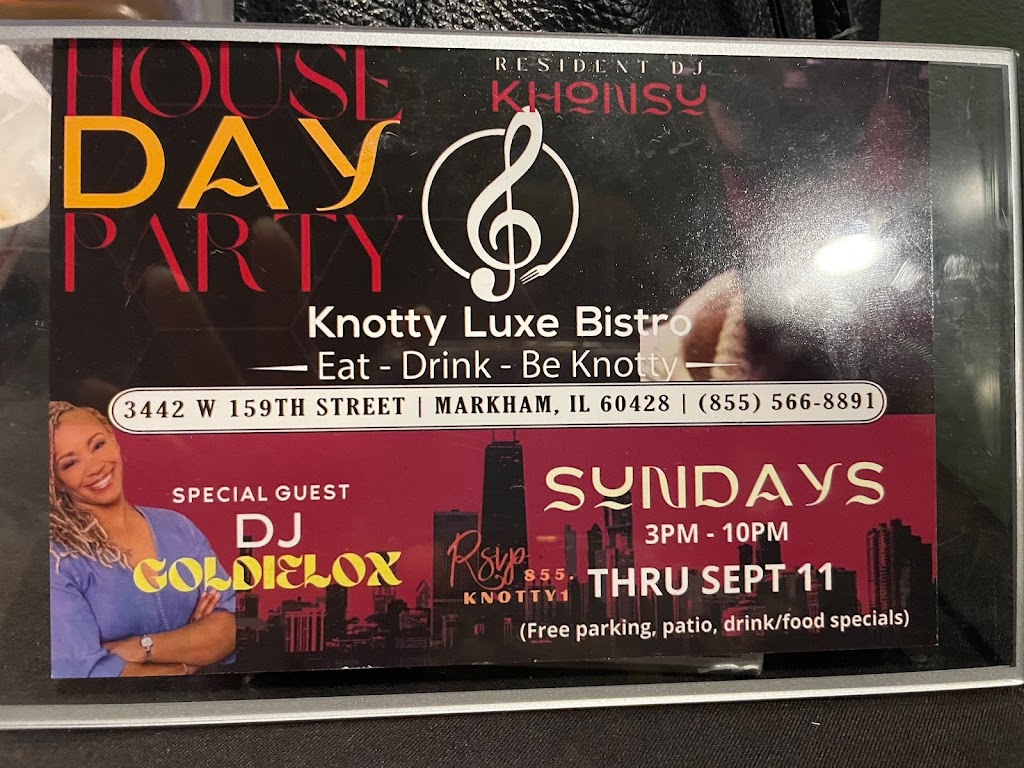 HOUSE
DAY
PARTY
RESIDENT DJ
KHONSU
Knotty Luxe Bistro
Eat - Drink - Be Knotty
3442 W 159TH STREET | MARKHAM, IL 60428 | (855) 566-8891
SPECIAL GUEST
DJ
GOLDIELOX
Rsvp 855.
KNOTTY1
SUNDAYS
3PM - 10PM
THRU SEPT 11
(Free parking, patio, drink/food specials)